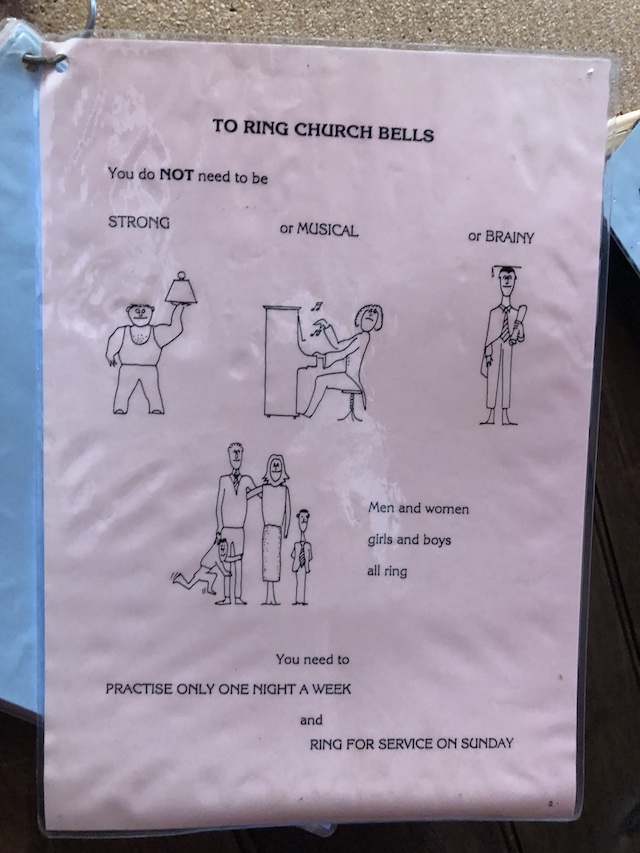 TO RING CHURCH BELLS
You do NOT need to be
STRONG
or MUSICAL
or BRAINY
Men and women
girls and boys
all ring
You need to
PRACTISE ONLY ONE NIGHT A WEEK
and
RING FOR SERVICE ON SUNDAY
2